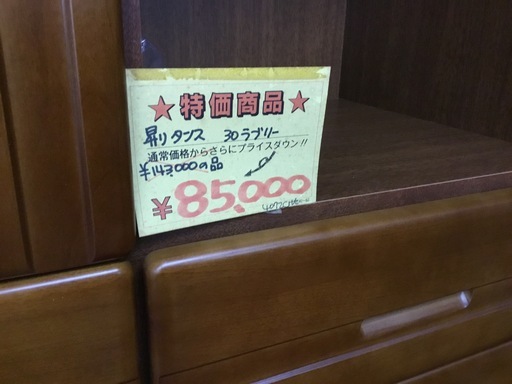 ★特価商品★
昇りタンス 30ラブリー
通常価格からさらにプライスダウン!!
¥143,000の品
¥85,000